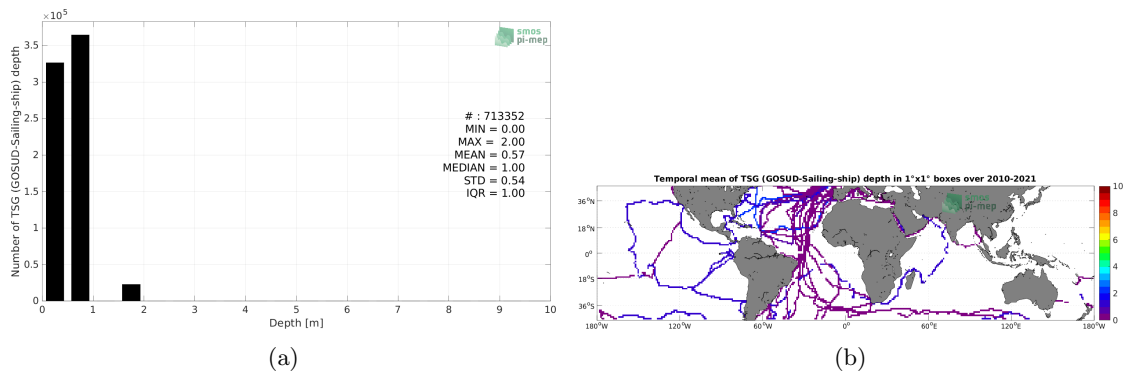 ×10⁵
3.5
3
2.5
2
1.5
1
0.5
0
0 1 2 3 4 5 6 7 8 9 10
Number of TSG (GOSUD-Sailing-ship) depth
Depth [m]
smos
pi-mep
# : 713352
MIN = 0.00
MAX = 2.00
MEAN = 0.57
MEDIAN = 1.00
STD = 0.54
IQR = 1.00
(a)
Temporal mean of TSG (GOSUD-Sailing-ship) depth in 1°x1° boxes over 2010-2021
smos
pi-mep
36°N
18°N
0°
18°S
36°S
180°W 120°W 60°W 0° 60°E 120°E 180°W
10
8
6
4
2
0
(b)